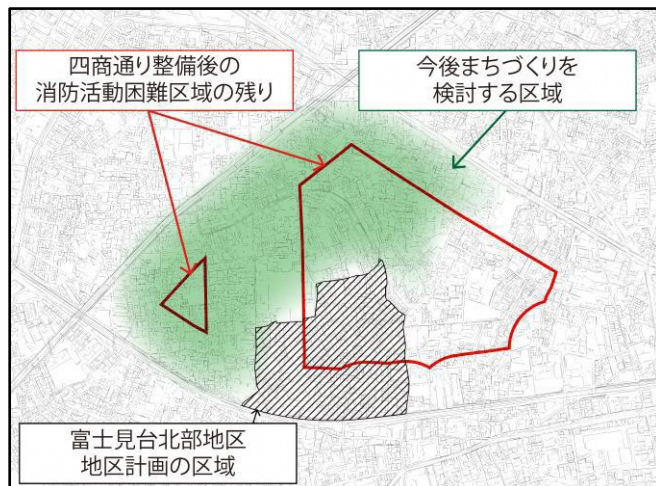 四商通り整備後の
消防活動困難区域の残り
今後まちづくりを
検討する区域
富士見台北部地区
地区計画の区域